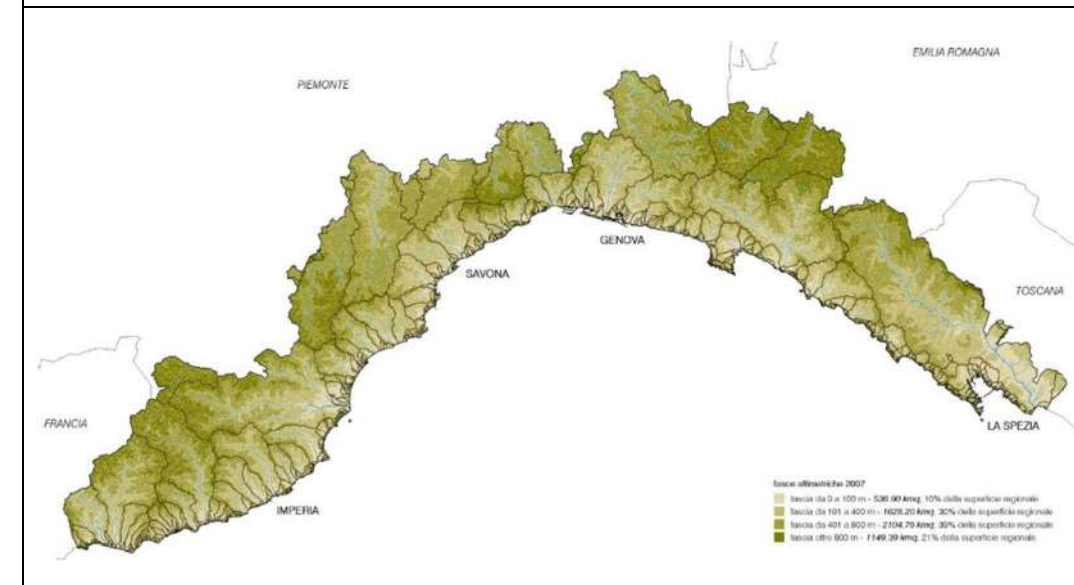 EMILIA ROMAGNA
PIEMONTE
GENOVA
SAVONA
TOSCANA
FRANCIA
LA SPEZIA
IMPERIA
fasce altimetriche 2007
fascia da 0 a 100 m - 536.90 kmq, 10% della superficie regionale
fascia da 101 a 400 m - 1628.20 kmq, 30% della superficie regionale
fascia da 401 a 800 m - 2104.76 kmq, 39% della superficie regionale
fascia oltre 800 m - 1149.39 kmq, 21% della superficie regionale